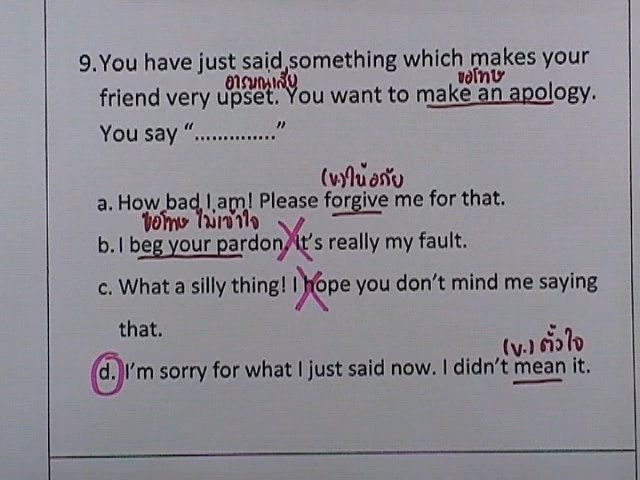 9.You have just said something which makes your
อารมณ์เสีย ขอโทษ
friend very upset. You want to make an apology.
You say “..............”
(v.)ให้อภัย
a. How bad I am! Please forgive me for that.
ขอโทษ ไม่เข้าใจ
b. I beg your pardon. It’s really my fault.
c. What a silly thing! I hope you don’t mind me saying
that.
(v.) ตั้งใจ
d. I’m sorry for what I just said now. I didn’t mean it.